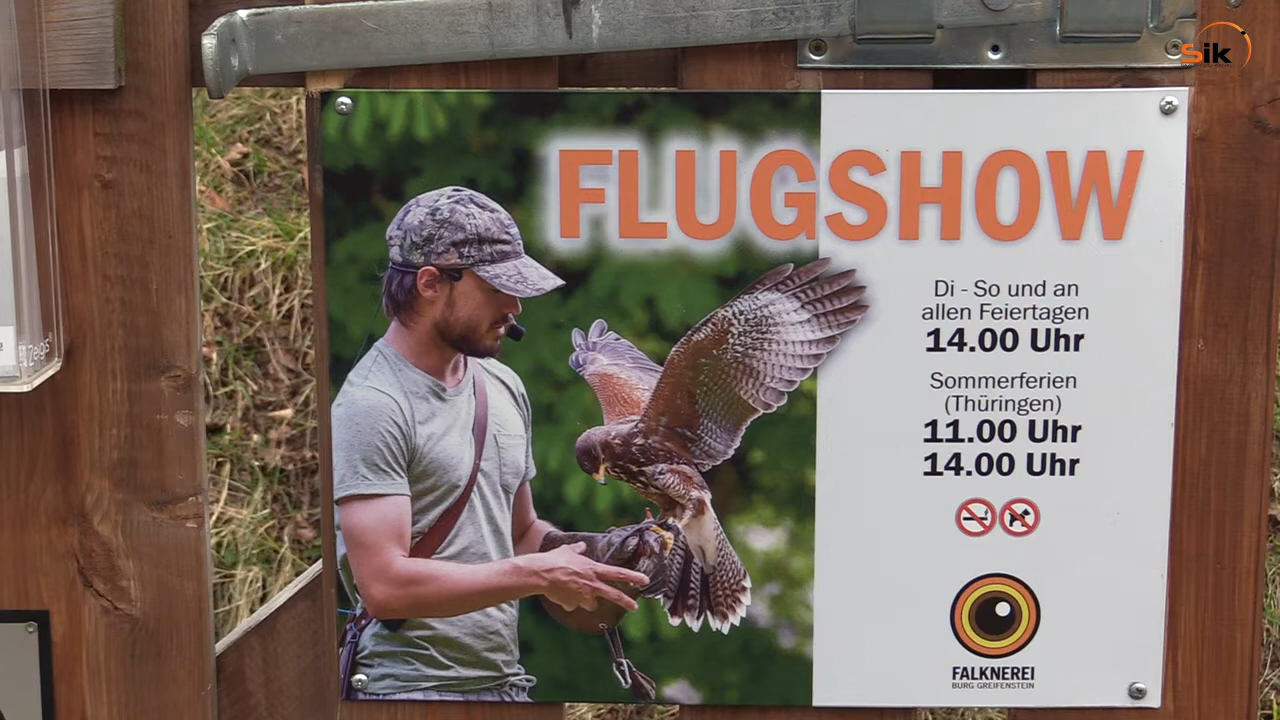 sik
FLUGSHOW
Di - So und an
allen Feiertagen
14.00 Uhr
Sommerferien
(Thüringen)
11.00 Uhr
14.00 Uhr
FALKNEREI
BURG GREIFENSTEIN